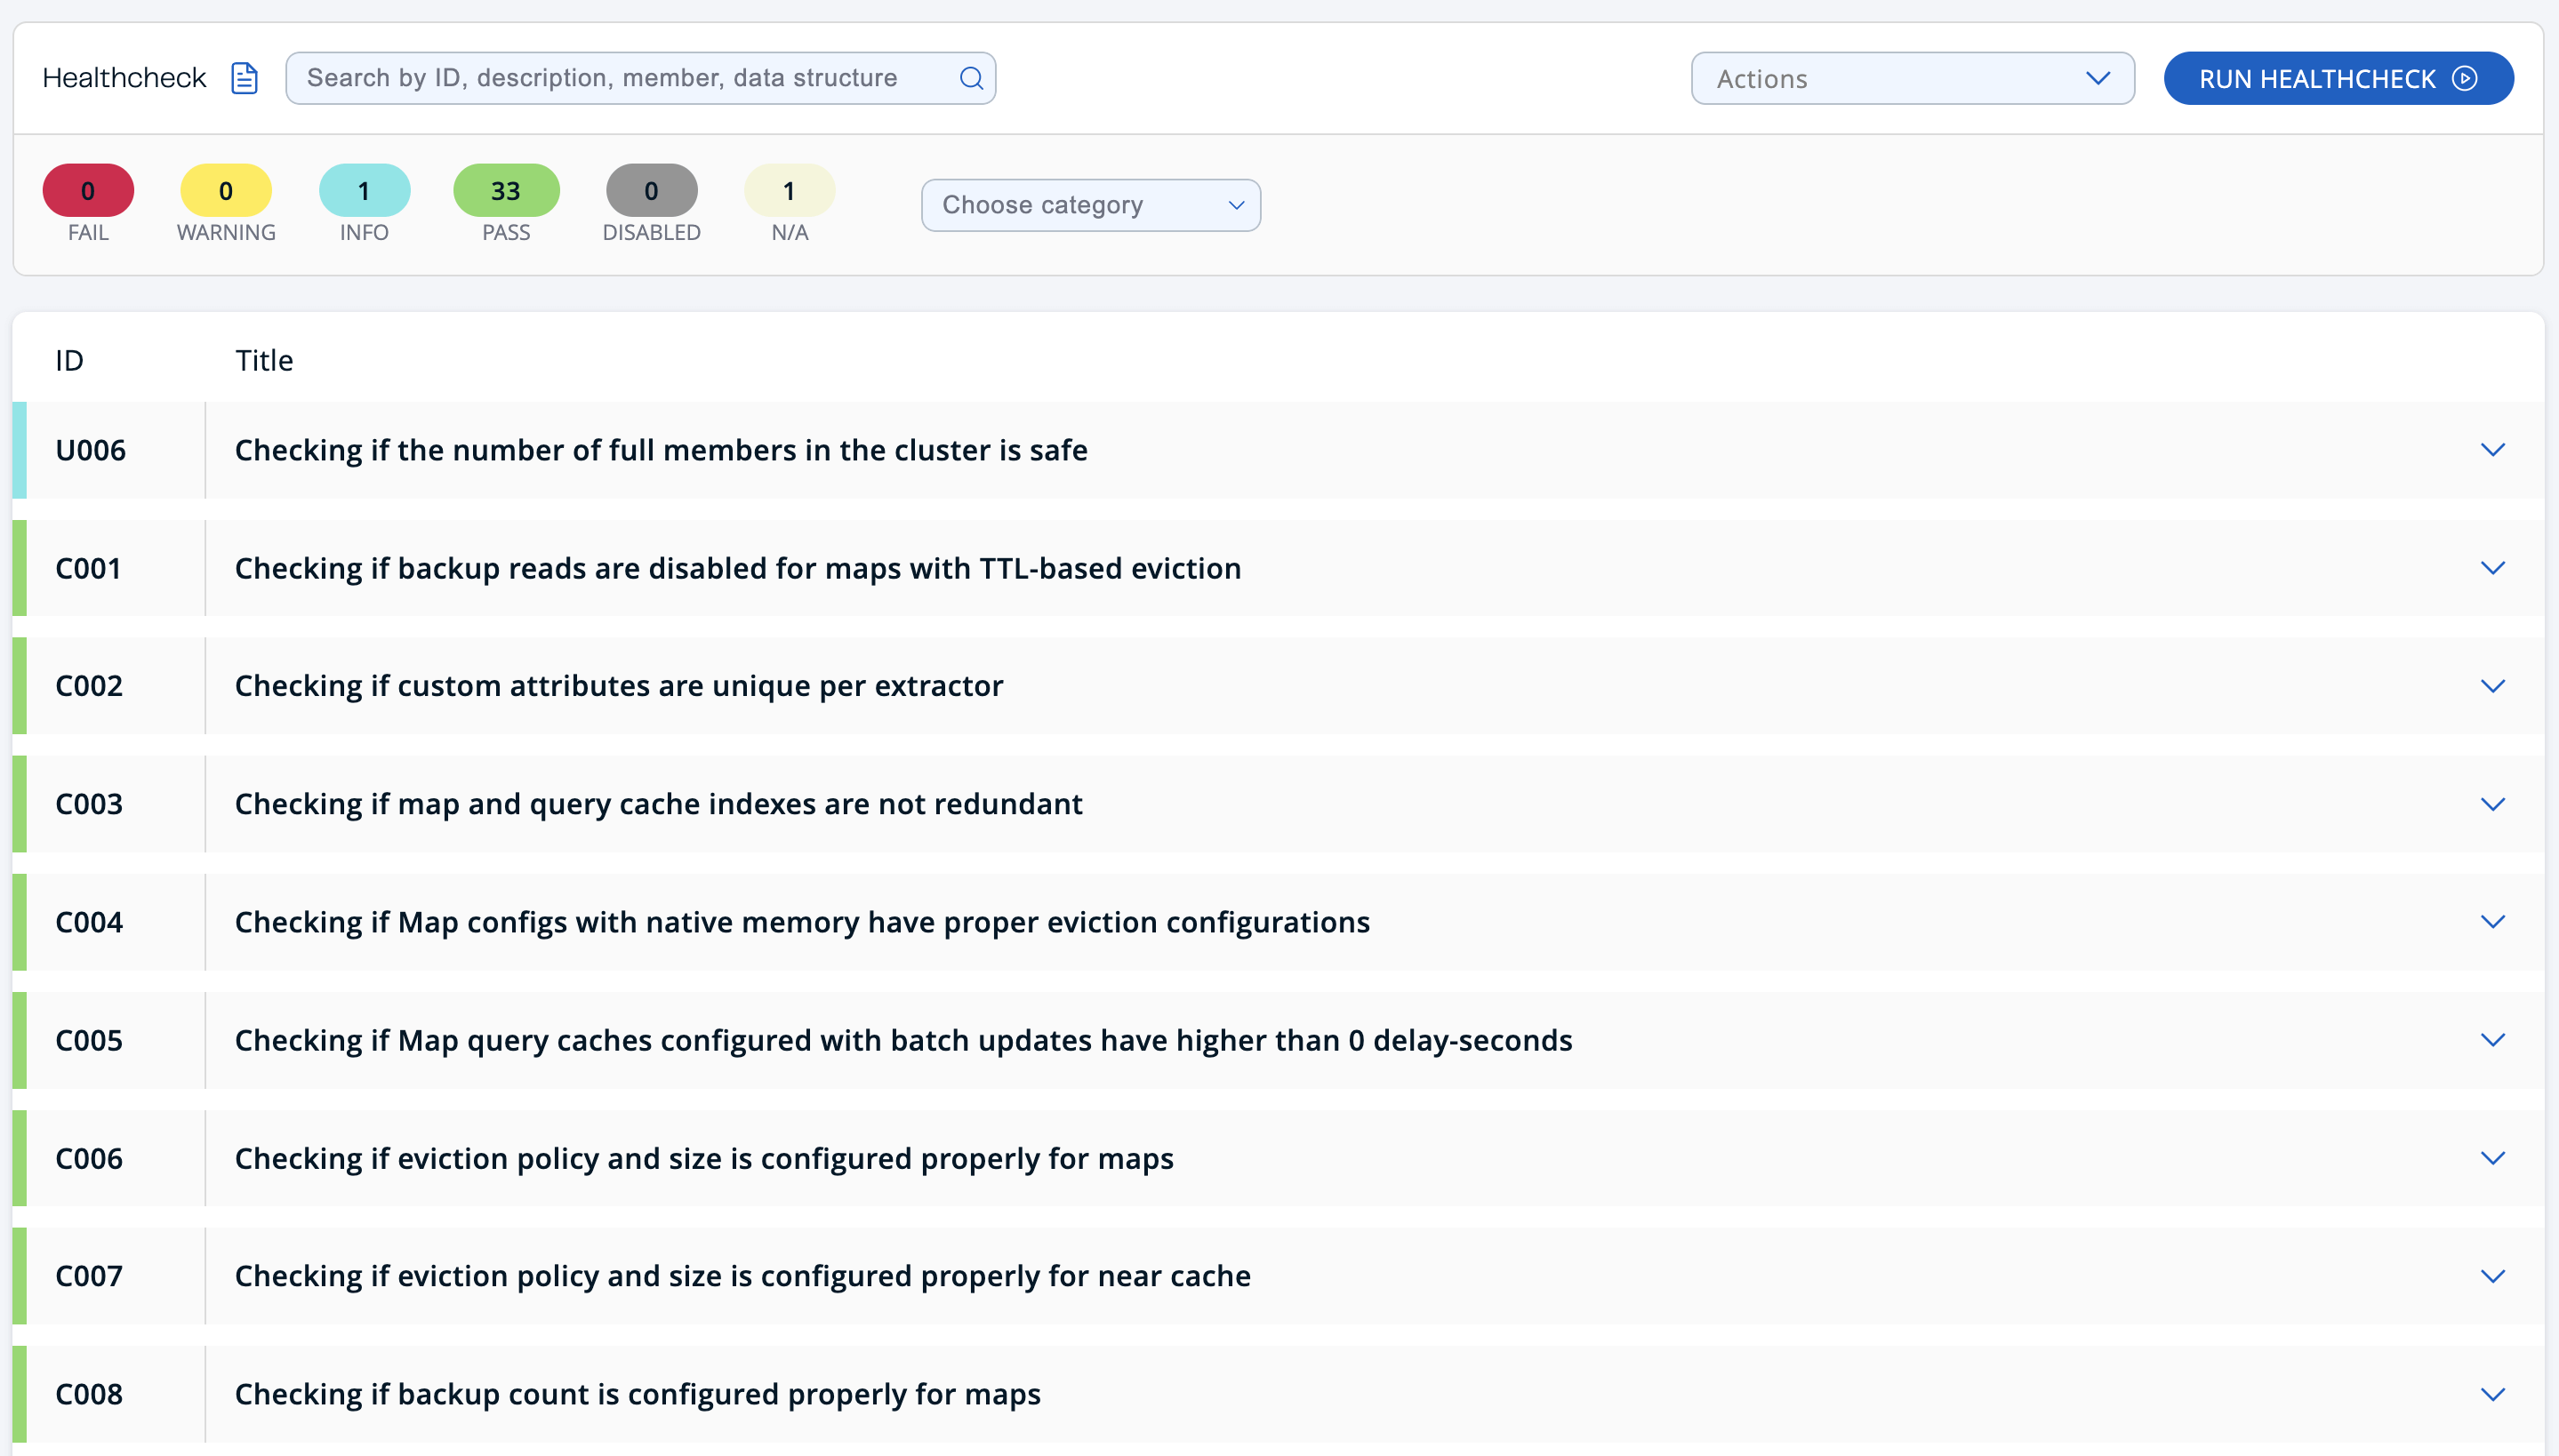 Healthcheck
Search by ID, description, member, data structure
Actions
RUN HEALTHCHECK
0 0 1 33 0 1
FAIL WARNING INFO PASS DISABLED N/A
Choose category
ID Title
U006 Checking if the number of full members in the cluster is safe
C001 Checking if backup reads are disabled for maps with TTL-based eviction
C002 Checking if custom attributes are unique per extractor
C003 Checking if map and query cache indexes are not redundant
C004 Checking if Map configs with native memory have proper eviction configurations
C005 Checking if Map query caches configured with batch updates have higher than 0 delay-seconds
C006 Checking if eviction policy and size is configured properly for maps
C007 Checking if eviction policy and size is configured properly for near cache
C008 Checking if backup count is configured properly for maps